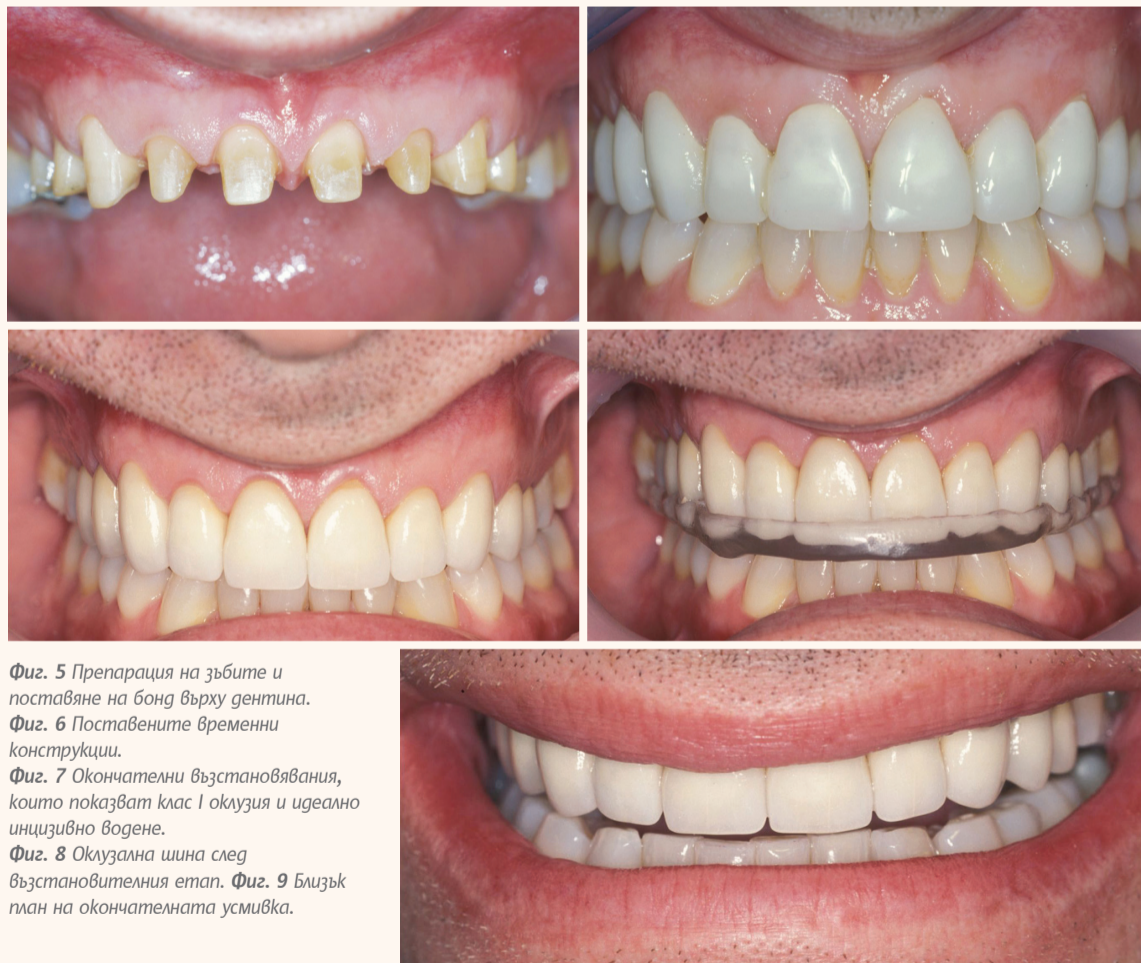 Фиг. 5 Препарация на зъбите и
поставяне на бонд върху дентина.
Фиг. 6 Поставените временни
конструкции.
Фиг. 7 Окончателни възстановявания,
които показват клас I оклузия и идеално
инцизивно водене.
Фиг. 8 Оклузална шина след
възстановителния етап. Фиг. 9 Близък
план на окончателната усмивка.